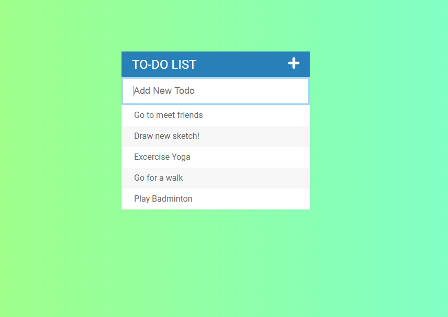 TO-DO LIST
Add New Todo
Go to meet friends
Draw new sketch!
Excercise Yoga
Go for a walk
Play Badminton